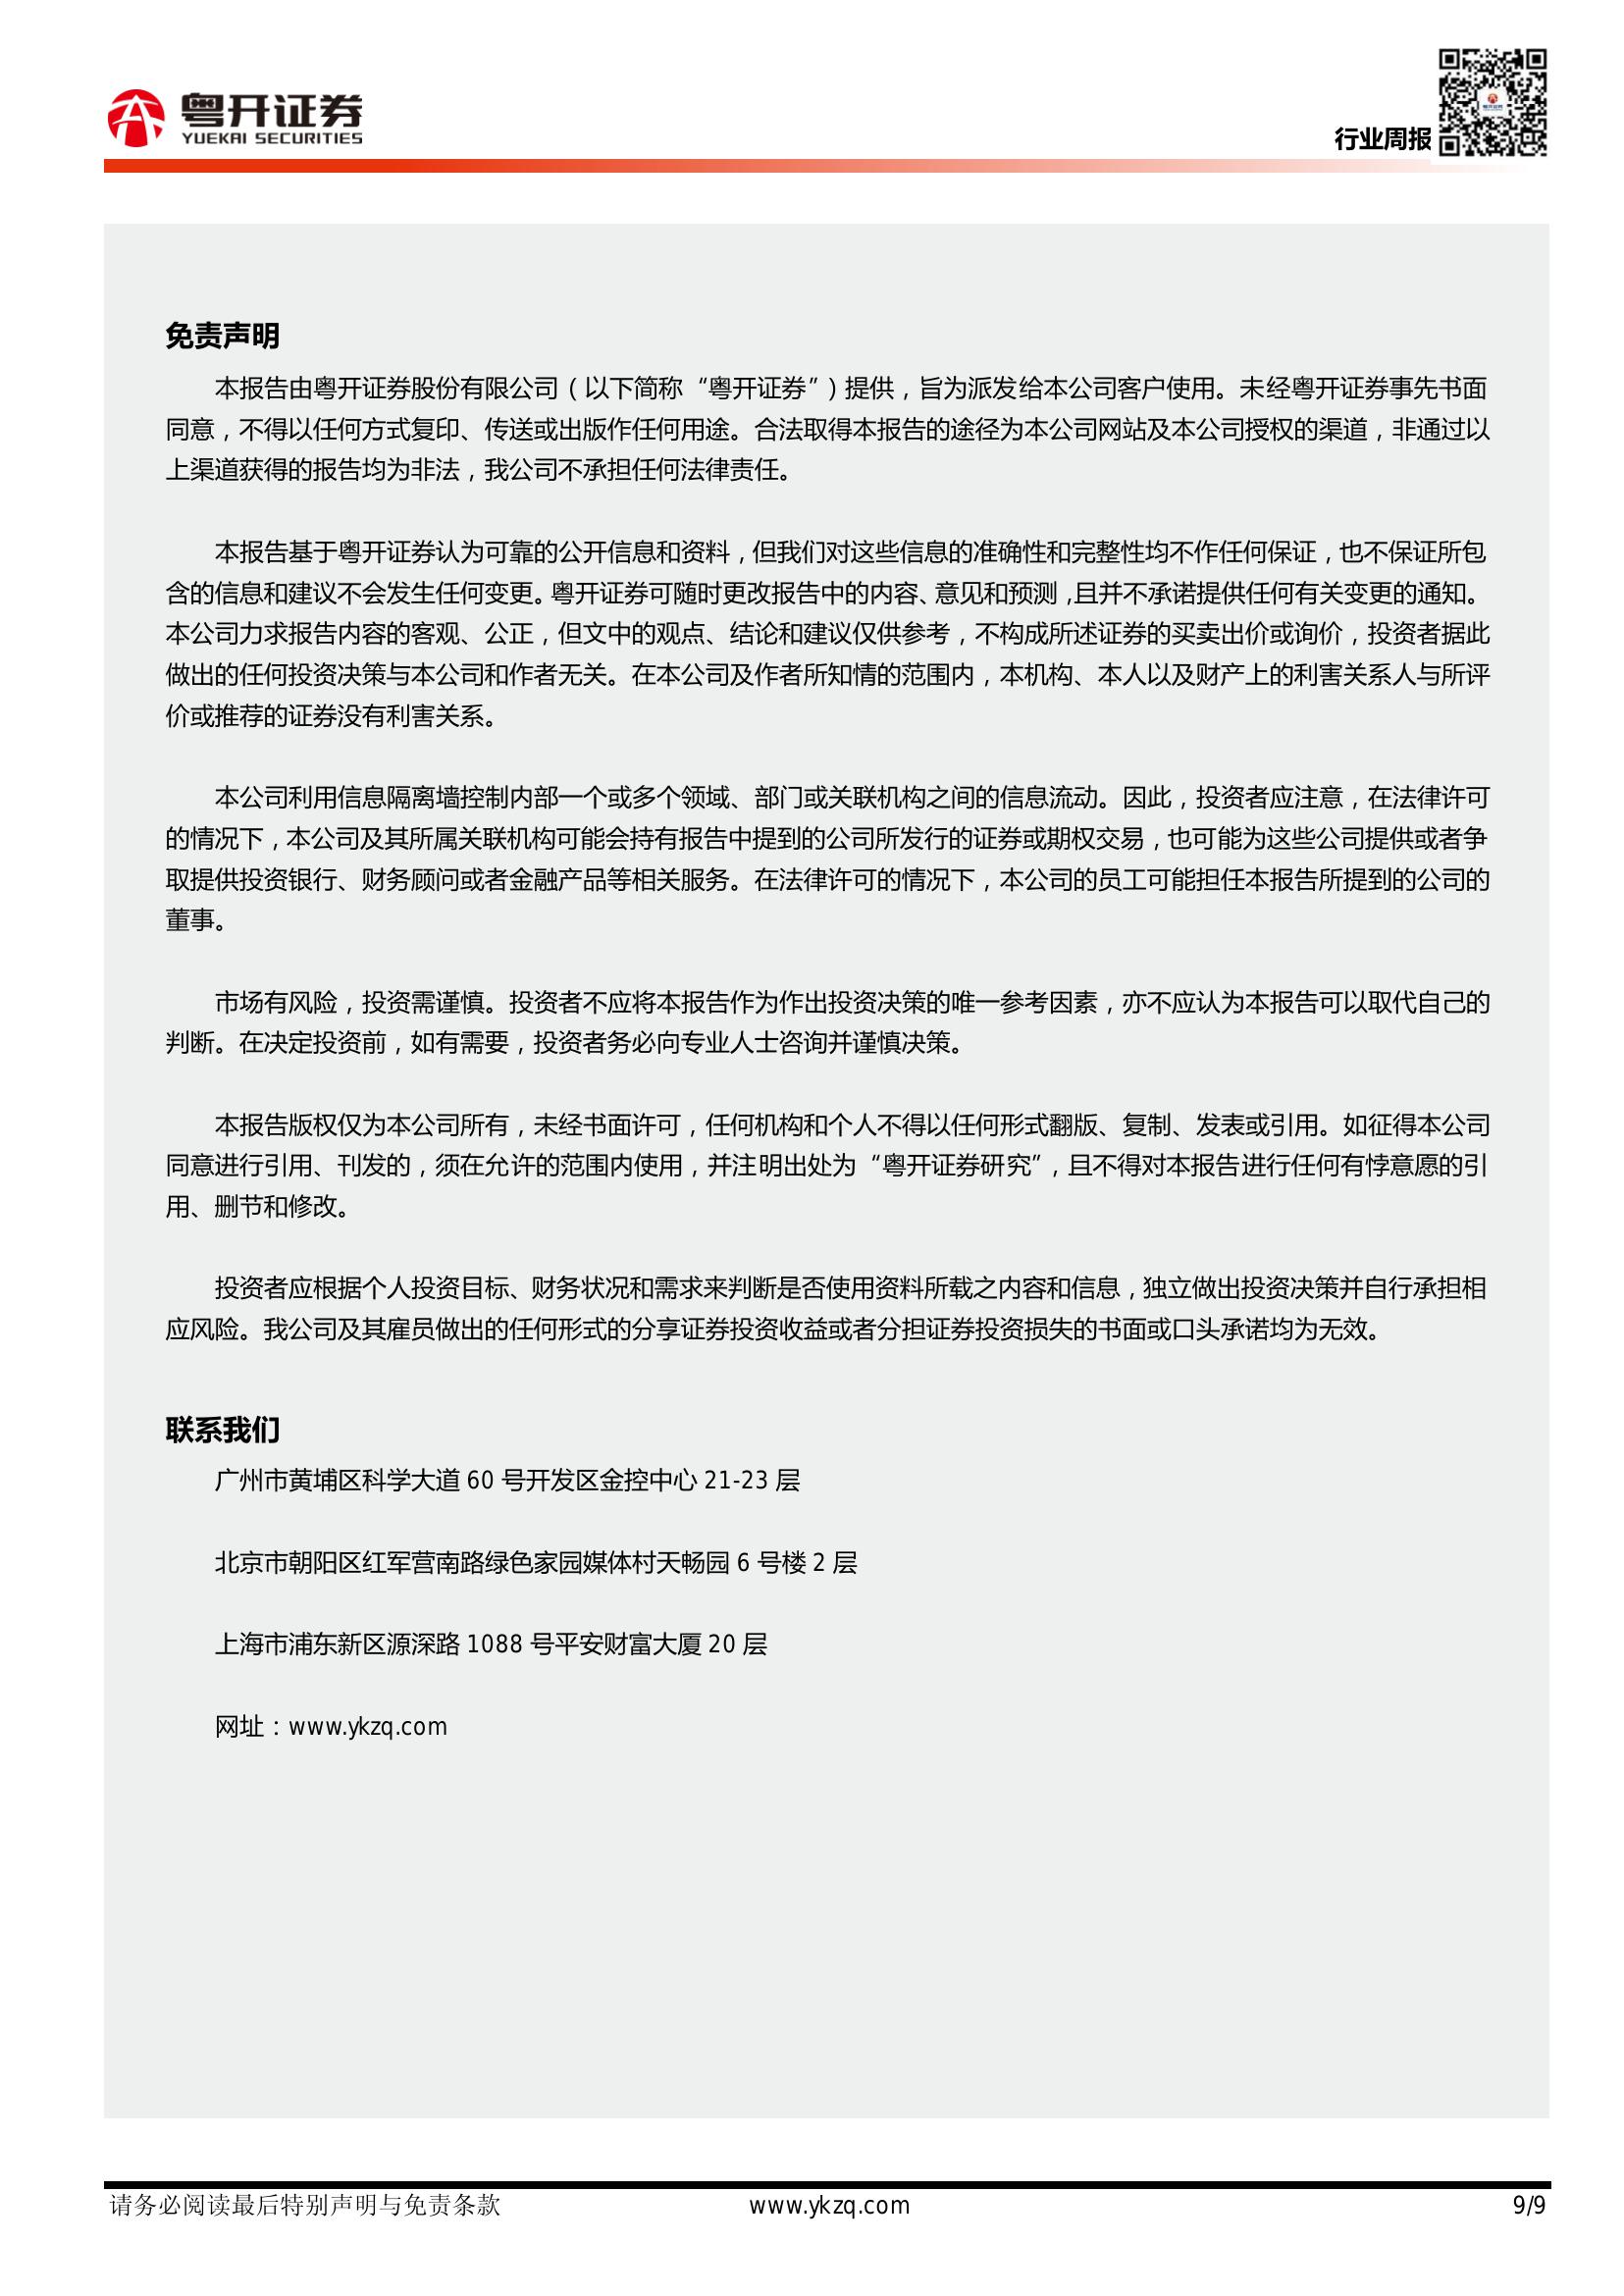 粤开证券
YUEKAI SECURITIES
行业周报
免责声明
本报告由粤开证券股份有限公司（以下简称“粤开证券”）提供，旨为派发给本公司客户使用。未经粤开证券事先书面
同意，不得以任何方式复印、传送或出版作任何用途。合法取得本报告的途径为本公司网站及本公司授权的渠道，非通过以
上渠道获得的报告均为非法，我公司不承担任何法律责任。
本报告基于粤开证券认为可靠的公开信息和资料，但我们对这些信息的准确性和完整性均不作任何保证，也不保证所包
含的信息和建议不会发生任何变更。粤开证券可随时更改报告中的内容、意见和预测，且并不承诺提供任何有关变更的通知。
本公司力求报告内容的客观、公正，但文中的观点、结论和建议仅供参考，不构成所述证券的买卖出价或询价，投资者据此
做出的任何投资决策与本公司和作者无关。在本公司及作者所知情的范围内，本机构、本人以及财产上的利害关系人与所评
价或推荐的证券没有利害关系。
本公司利用信息隔离墙控制内部一个或多个领域、部门或关联机构之间的信息流动。因此，投资者应注意，在法律许可
的情况下，本公司及其所属关联机构可能会持有报告中提到的公司所发行的证券或期权交易，也可能为这些公司提供或者争
取提供投资银行、财务顾问或者金融产品等相关服务。在法律许可的情况下，本公司的员工可能担任本报告所提到的公司的
董事。
市场有风险，投资需谨慎。投资者不应将本报告作为作出投资决策的唯一参考因素，亦不应认为本报告可以取代自己的
判断。在决定投资前，如有需要，投资者务必向专业人士咨询并谨慎决策。
本报告版权仅为本公司所有，未经书面许可，任何机构和个人不得以任何形式翻版、复制、发表或引用。如征得本公司
同意进行引用、刊发的，须在允许的范围内使用，并注明出处为“粤开证券研究”，且不得对本报告进行任何有悖意愿的引
用、删节和修改。
投资者应根据个人投资目标、财务状况和需求来判断是否使用资料所载之内容和信息，独立做出投资决策并自行承担相
应风险。我公司及其雇员做出的任何形式的分享证券投资收益或者分担证券投资损失的书面或口头承诺均为无效。
联系我们
广州市黄埔区科学大道 60 号开发区金控中心 21-23 层
北京市朝阳区红军营南路绿色家园媒体村天畅园 6 号楼 2 层
上海市浦东新区源深路 1088 号平安财富大厦 20 层
网址：www.ykzq.com
请务必阅读最后特别声明与免责条款
www.ykzq.com
9/9